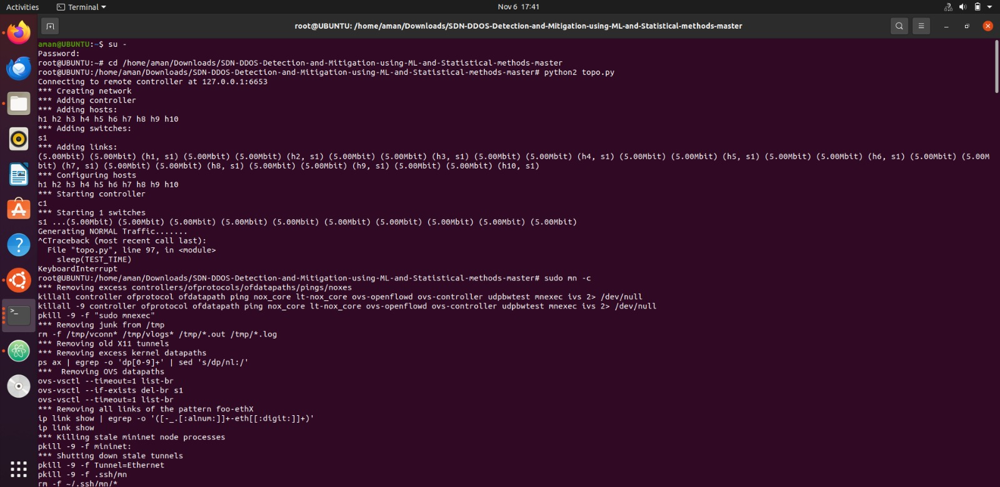 Activities
Terminal
Nov 6 17:41
root@UBUNTU: /home/aman/Downloads/SDN-DDOS-Detection-and-Mitigation-using-ML-and-Statistical-methods-master
aman@UBUNTU:~$ su -
Password:
root@UBUNTU:~# cd /home/aman/Downloads/SDN-DDOS-Detection-and-Mitigation-using-ML-and-Statistical-methods-master
root@UBUNTU:/home/aman/Downloads/SDN-DDOS-Detection-and-Mitigation-using-ML-and-Statistical-methods-master# python2 topo.py
Connecting to remote controller at 127.0.0.1:6653
*** Creating network
*** Adding controller
*** Adding hosts:
h1 h2 h3 h4 h5 h6 h7 h8 h9 h10
*** Adding switches:
s1
*** Adding links:
(5.00Mbit) (5.00Mbit) (h1, s1) (5.00Mbit) (5.00Mbit) (h2, s1) (5.00Mbit) (5.00Mbit) (h3, s1) (5.00Mbit) (5.00Mbit) (h4, s1) (5.00Mbit) (5.00Mbit) (h5, s1) (5.00Mbit) (5.00Mbit) (h6, s1) (5.00Mbit) (5.00M
bit) (h7, s1) (5.00Mbit) (5.00Mbit) (h8, s1) (5.00Mbit) (5.00Mbit) (h9, s1) (5.00Mbit) (5.00Mbit) (h10, s1)
*** Configuring hosts
h1 h2 h3 h4 h5 h6 h7 h8 h9 h10
*** Starting controller
c1
*** Starting 1 switches
s1 ...(5.00Mbit) (5.00Mbit) (5.00Mbit) (5.00Mbit) (5.00Mbit) (5.00Mbit) (5.00Mbit) (5.00Mbit) (5.00Mbit) (5.00Mbit)
Generating NORMAL Traffic.......
^CTraceback (most recent call last):
  File "topo.py", line 97, in <module>
    sleep(TEST_TIME)
KeyboardInterrupt
root@UBUNTU:/home/aman/Downloads/SDN-DDOS-Detection-and-Mitigation-using-ML-and-Statistical-methods-master# sudo mn -c
*** Removing excess controllers/ofprotocols/ofdatapaths/pings/noxes
killall controller ofprotocol ofdatapath ping nox_core lt-nox_core ovs-openflowd ovs-controller udpbwtest mnexec ivs 2> /dev/null
killall -9 controller ofprotocol ofdatapath ping nox_core lt-nox_core ovs-openflowd ovs-controller udpbwtest mnexec ivs 2> /dev/null
pkill -9 -f "sudo mnexec"
*** Removing junk from /tmp
rm -f /tmp/vconn* /tmp/vlogs* /tmp/*.out /tmp/*.log
*** Removing old X11 tunnels
*** Removing excess kernel datapaths
ps ax | egrep -o 'dp[0-9]+' | sed 's/dp/nl:/'
***  Removing OVS datapaths
ovs-vsctl --timeout=1 list-br
ovs-vsctl --if-exists del-br s1
ovs-vsctl --timeout=1 list-br
*** Removing all links of the pattern foo-ethX
ip link show | egrep -o '([-_.[:alnum:]]+-eth[[:digit:]]+)'
ip link show
*** Killing stale mininet node processes
pkill -9 -f mininet:
*** Shutting down stale tunnels
pkill -9 -f Tunnel=Ethernet
pkill -9 -f .ssh/mn
rm -f ~/.ssh/mn/*